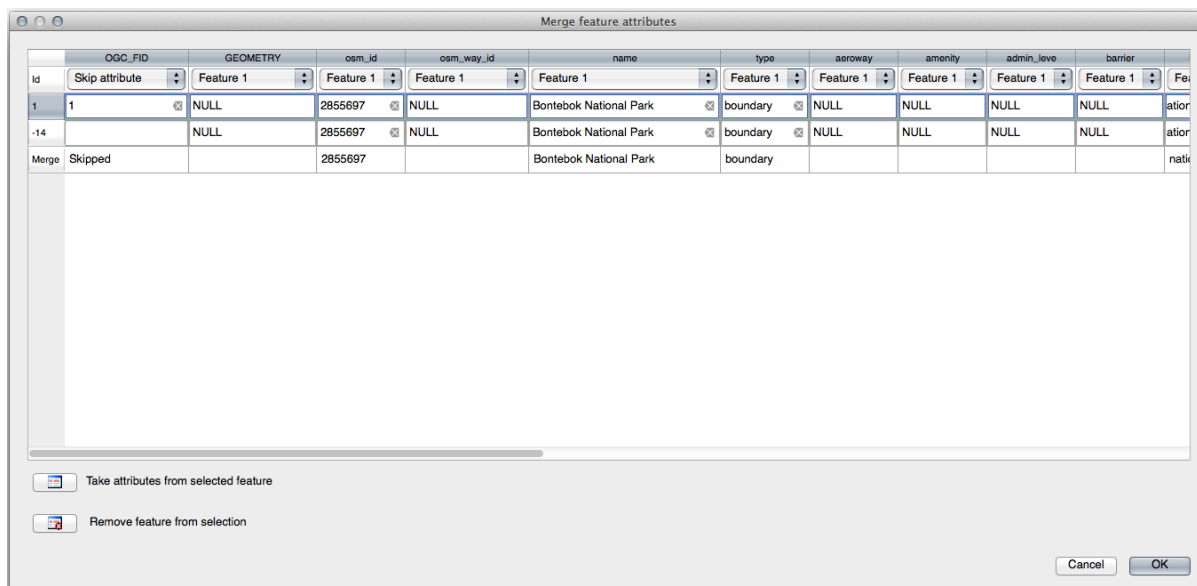 Merge feature attributes
OGC_FID GEOMETRY osm_id osm_way_id name type aeroway amenity admin_leve barrier
Id Skip attribute Feature 1 Feature 1 Feature 1 Feature 1 Feature 1 Feature 1 Feature 1 Feature 1 Feature 1 Fea
1 1 NULL 2855697 NULL Bontebok National Park boundary NULL NULL NULL NULL ation
-14 NULL 2855697 NULL Bontebok National Park boundary NULL NULL NULL NULL ation
Merge Skipped 2855697 Bontebok National Park boundary natio
Take attributes from selected feature
Remove feature from selection
Cancel OK